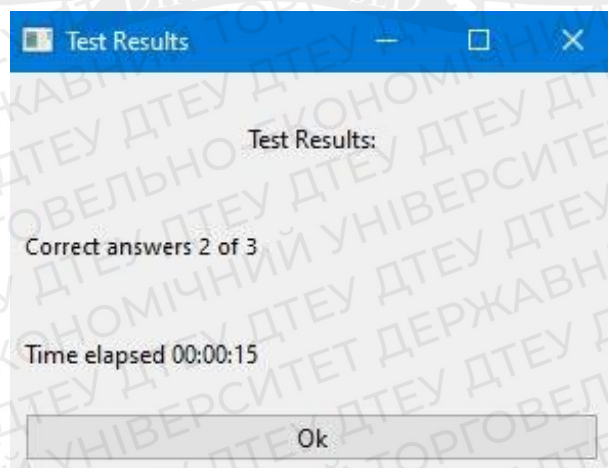 Test Results
Test Results:
Correct answers 2 of 3
Time elapsed 00:00:15
Ok